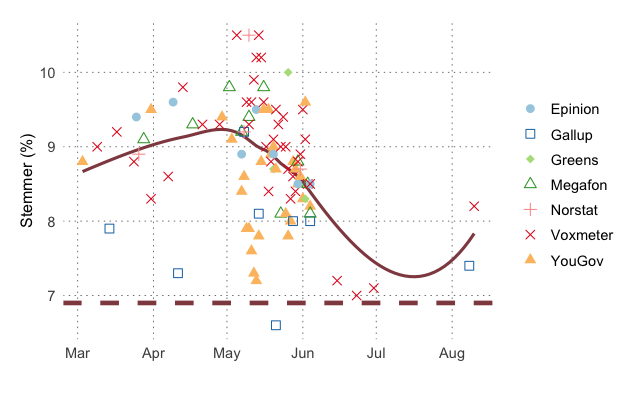 Stemmer (%)
10
9
8
7
Mar Apr May Jun Jul Aug
Epinion
Gallup
Greens
Megafon
Norstat
Voxmeter
YouGov